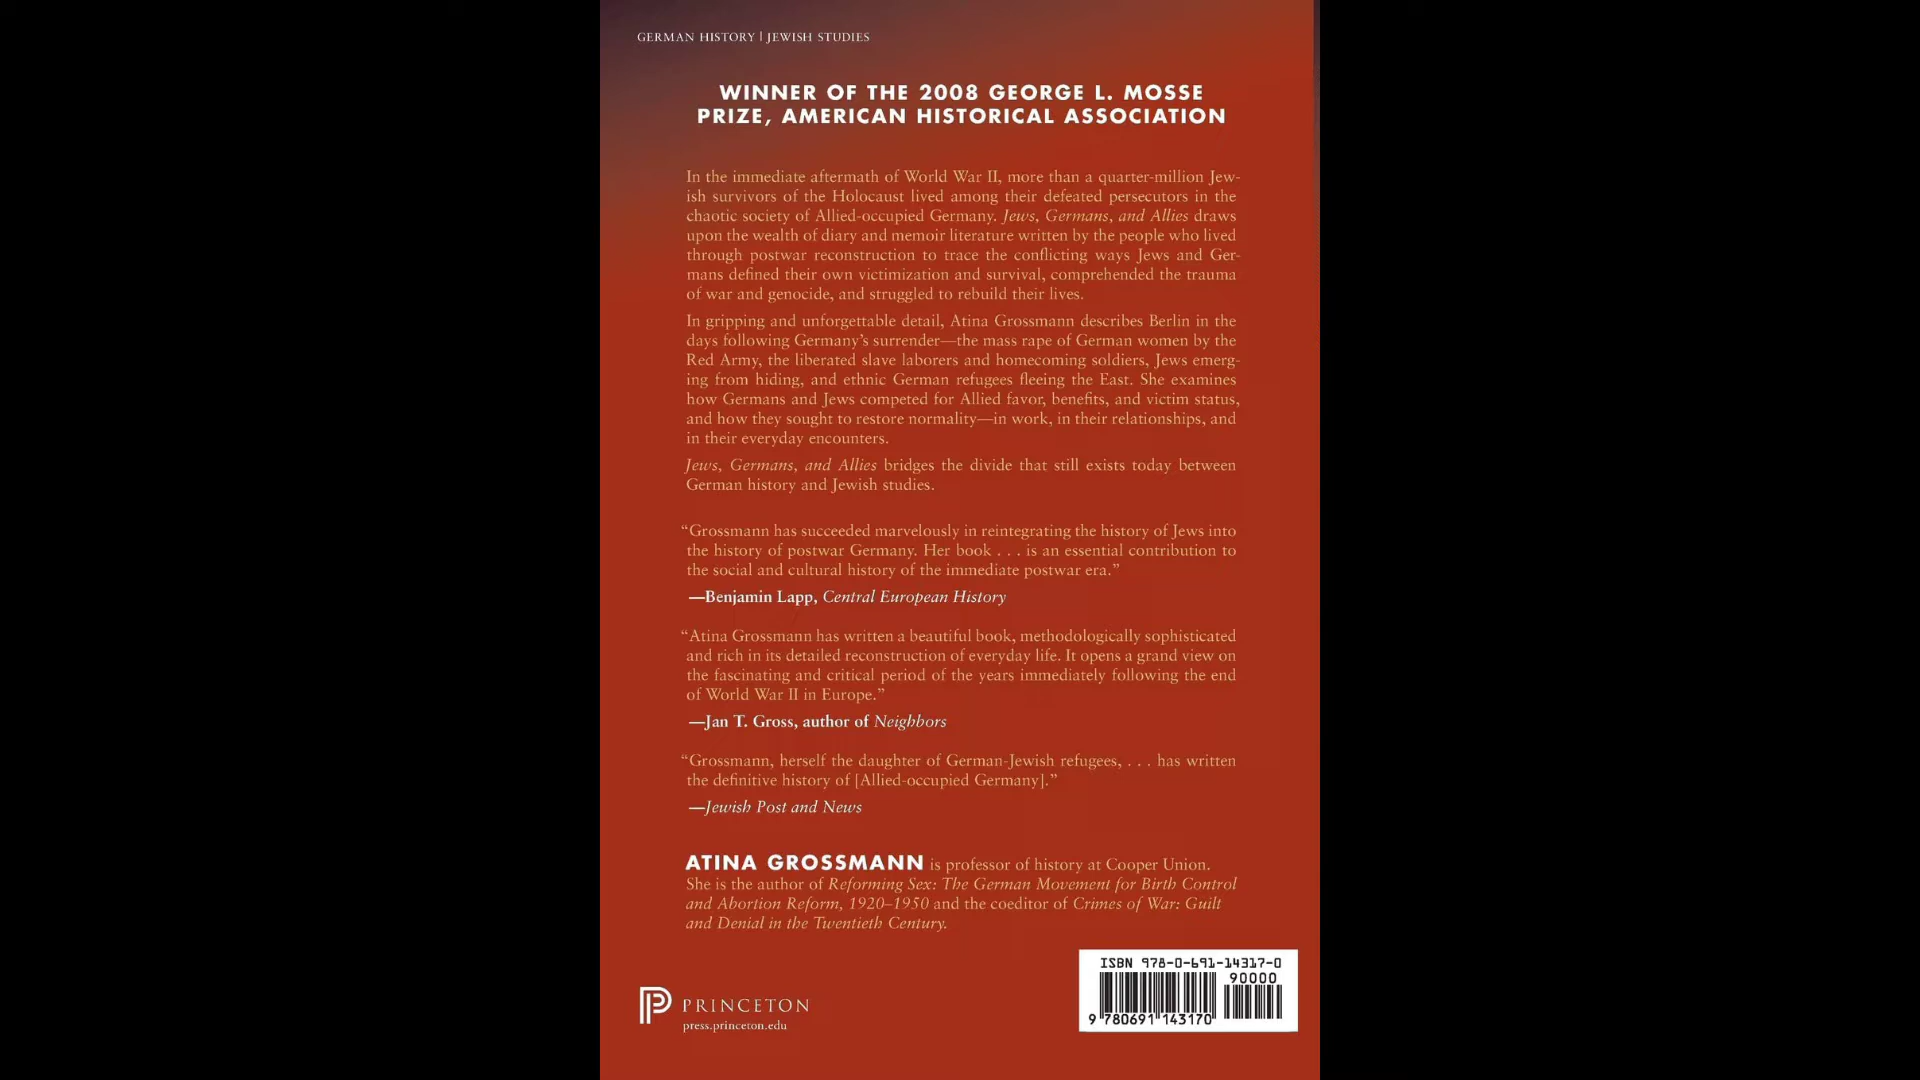 GERMAN HISTORY | JEWISH STUDIES
WINNER OF THE 2008 GEORGE L. MOSSE
PRIZE, AMERICAN HISTORICAL ASSOCIATION
In the immediate aftermath of World War II, more than a quarter-million Jew-
ish survivors of the Holocaust lived among their defeated persecutors in the
chaotic society of Allied-occupied Germany. Jews, Germans, and Allies draws
upon the wealth of diary and memoir literature written by the people who lived
through postwar reconstruction to trace the conflicting ways Jews and Ger-
mans defined their own victimization and survival, comprehended the trauma
of war and genocide, and struggled to rebuild their lives.
In gripping and unforgettable detail, Atina Grossmann describes Berlin in the
days following Germany's surrender—the mass rape of German women by the
Red Army, the liberated slave laborers and homecoming soldiers, Jews emerg-
ing from hiding, and ethnic German refugees fleeing the East. She examines
how Germans and Jews competed for Allied favor, benefits, and victim status,
and how they sought to restore normality—in work, in their relationships, and
in their everyday encounters.
Jews, Germans, and Allies bridges the divide that still exists today between
German history and Jewish studies.
“Grossmann has succeeded marvelously in reintegrating the history of Jews into
the history of postwar Germany. Her book . . . is an essential contribution to
the social and cultural history of the immediate postwar era.”
—Benjamin Lapp, Central European History
“Atina Grossmann has written a beautiful book, methodologically sophisticated
and rich in its detailed reconstruction of everyday life. It opens a grand view on
the fascinating and critical period of the years immediately following the end
of World War II in Europe.”
—Jan T. Gross, author of Neighbors
“Grossmann, herself the daughter of German-Jewish refugees, . . . has written
the definitive history of [Allied-occupied Germany].”
—Jewish Post and News
ATINA GROSSMANN is professor of history at Cooper Union.
She is the author of Reforming Sex: The German Movement for Birth Control
and Abortion Reform, 1920–1950 and the coeditor of Crimes of War: Guilt
and Denial in the Twentieth Century.
ISBN 978-0-691-14317-0
90000
9 780691 143170
PRINCETON
press.princeton.edu